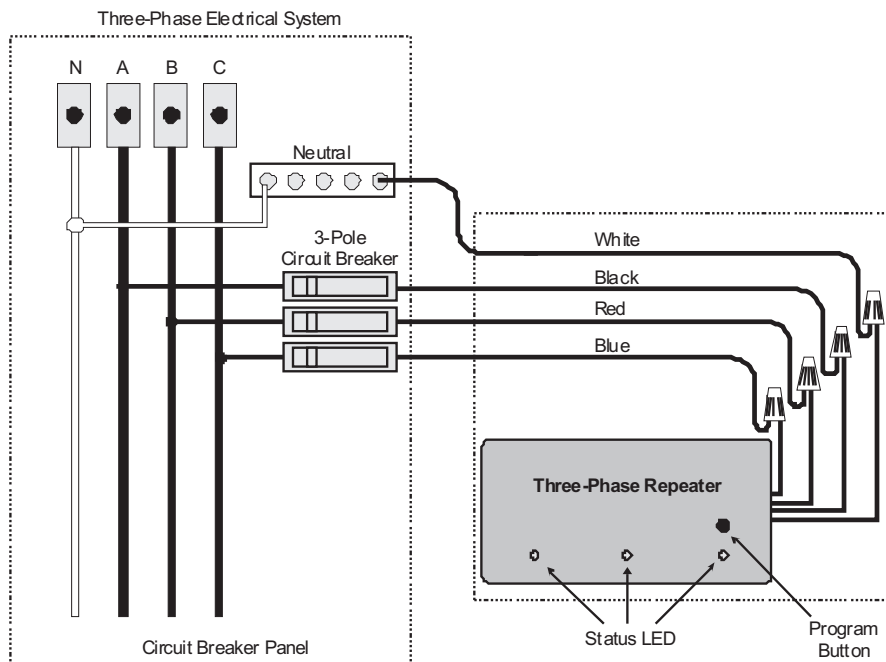 Three-Phase Electrical System
N A B C
Neutral
3-Pole
Circuit Breaker
White
Black
Red
Blue
Three-Phase Repeater
Status LED
Program
Button
Circuit Breaker Panel